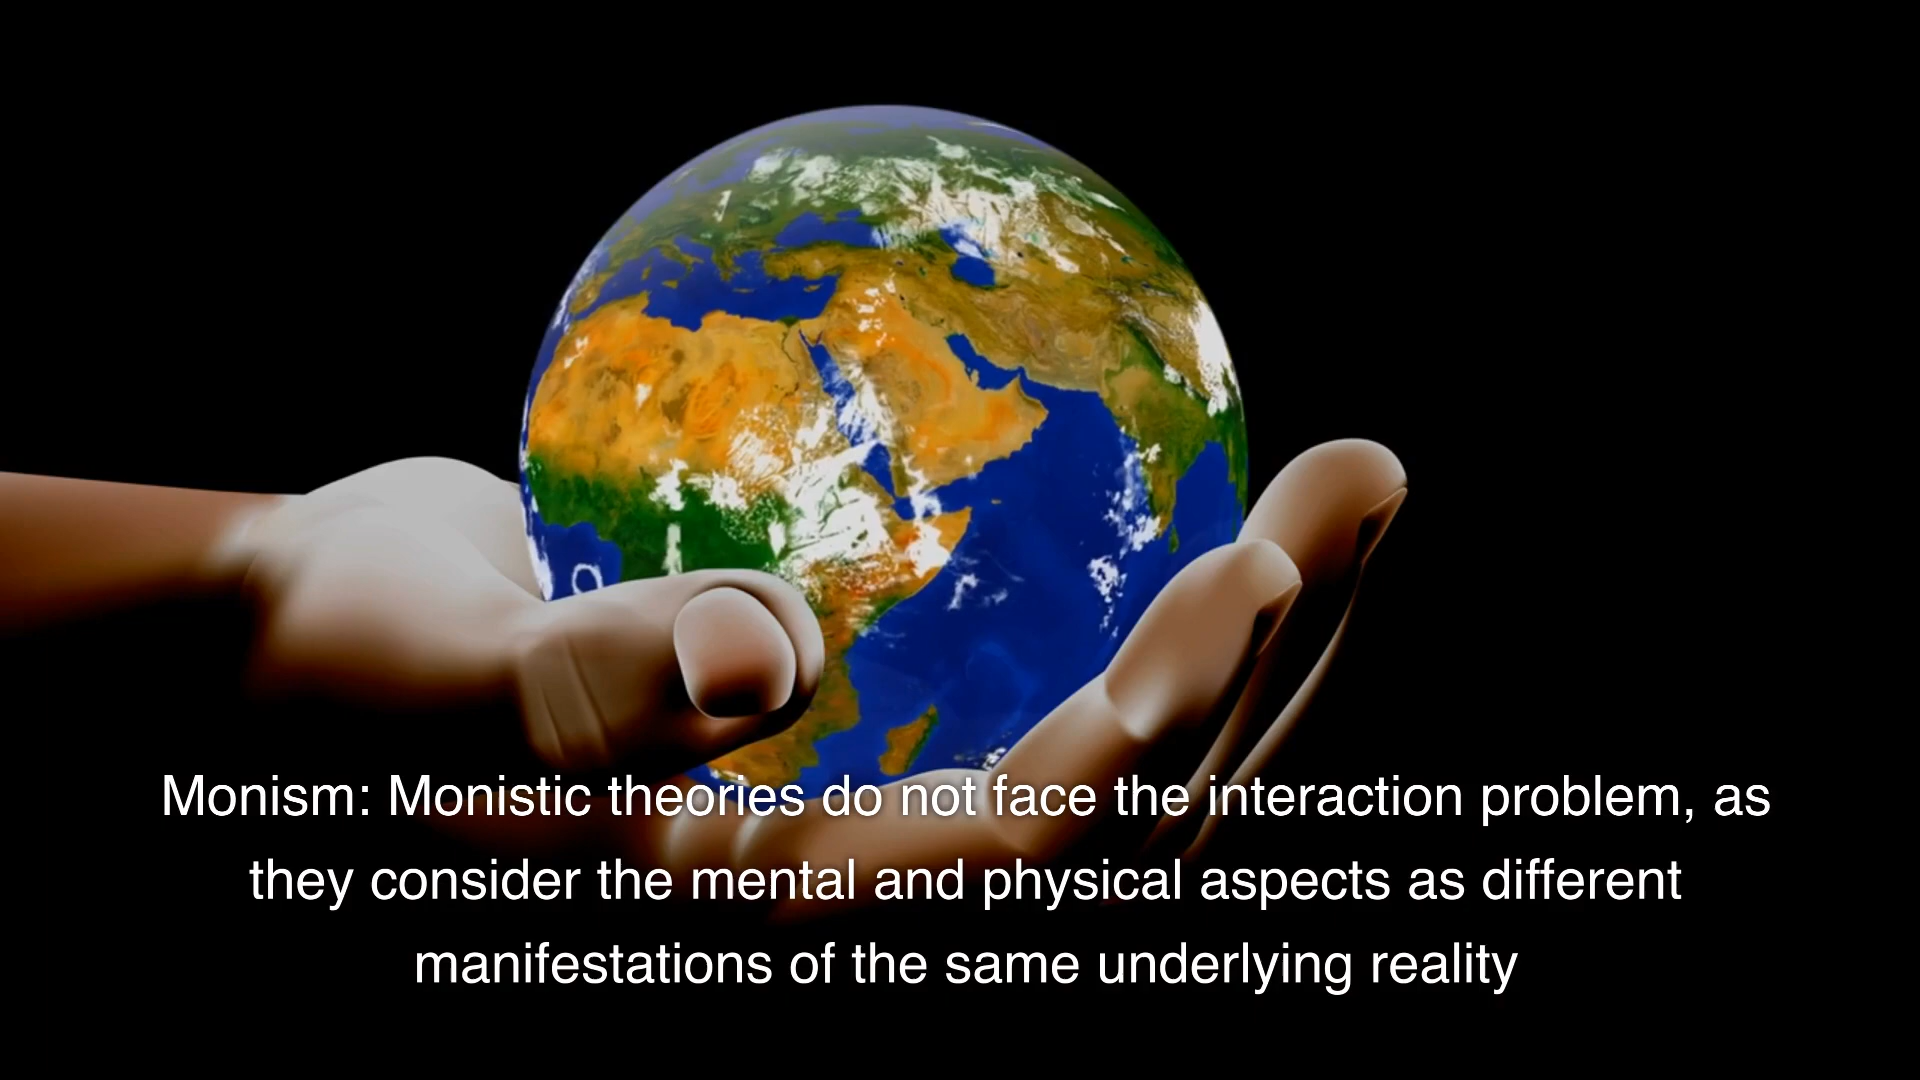 Monism: Monistic theories do not face the interaction problem, as
they consider the mental and physical aspects as different
manifestations of the same underlying reality